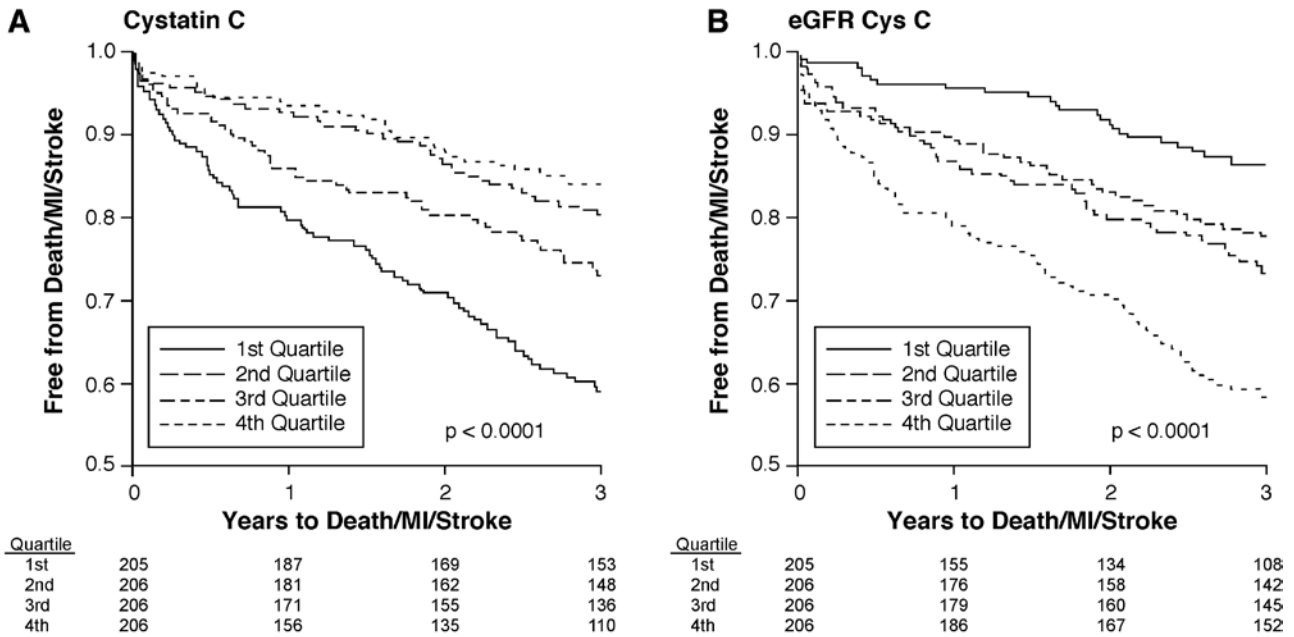 A Cystatin C
1.0
0.9
0.8
0.7
0.6
0.5
Free from Death/MI/Stroke
1st Quartile
2nd Quartile
3rd Quartile
4th Quartile
p < 0.0001
0 1 2 3
Years to Death/MI/Stroke
Quartile
1st 205 187 169 153
2nd 206 181 162 148
3rd 206 171 155 136
4th 206 156 135 110
B eGFR Cys C
1.0
0.9
0.8
0.7
0.6
0.5
Free from Death/MI/Stroke
1st Quartile
2nd Quartile
3rd Quartile
4th Quartile
p < 0.0001
0 1 2 3
Years to Death/MI/Stroke
Quartile
1st 205 155 134 108
2nd 206 176 158 142
3rd 206 179 160 145
4th 206 186 167 152